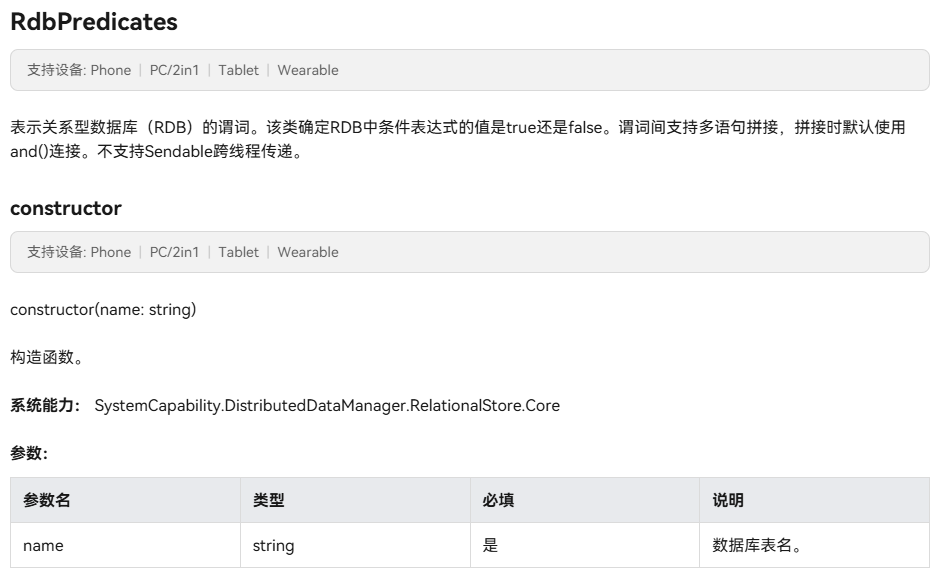 RdbPredicates
支持设备: Phone | PC/2in1 | Tablet | Wearable
表示关系型数据库（RDB）的谓词。该类确定RDB中条件表达式的值是true还是false。谓词间支持多语句拼接，拼接时默认使用
and()连接。不支持Sendable跨线程传递。
constructor
支持设备: Phone | PC/2in1 | Tablet | Wearable
constructor(name: string)
构造函数。
系统能力： SystemCapability.DistributedDataManager.RelationalStore.Core
参数：
参数名 类型 必填 说明
name string 是 数据库表名。